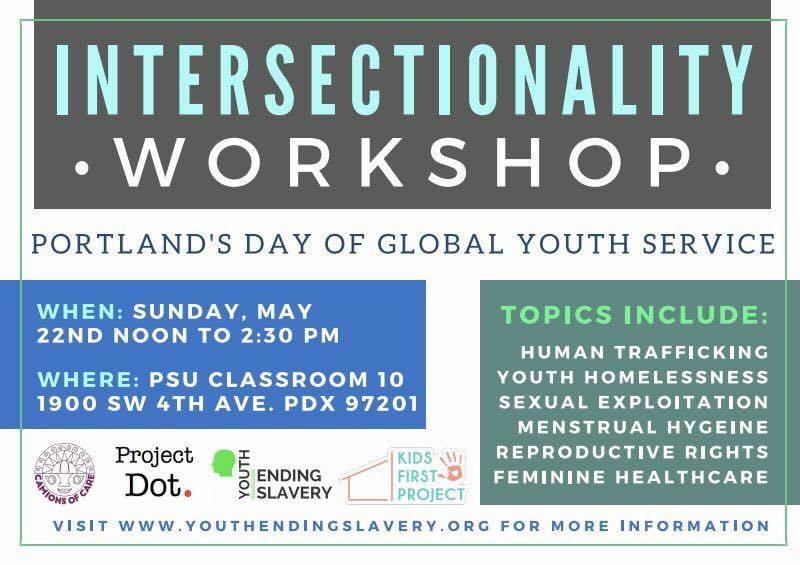 INTERSECTIONALITY
• WORKSHOP •
PORTLAND'S DAY OF GLOBAL YOUTH SERVICE
WHEN: SUNDAY, MAY
22ND NOON TO 2:30 PM
WHERE: PSU CLASSROOM 10
1900 SW 4TH AVE. PDX 97201
TOPICS INCLUDE:
HUMAN TRAFFICKING
YOUTH HOMELESSNESS
SEXUAL EXPLOITATION
MENSTRUAL HYGEINE
REPRODUCTIVE RIGHTS
FEMININE HEALTHCARE
CAMIONS OF CARE
Project
Dot.
YOUTH
ENDING
SLAVERY
KIDS
FIRST
PROJECT
VISIT WWW.YOUTHENDINGSLAVERY.ORG FOR MORE INFORMATION